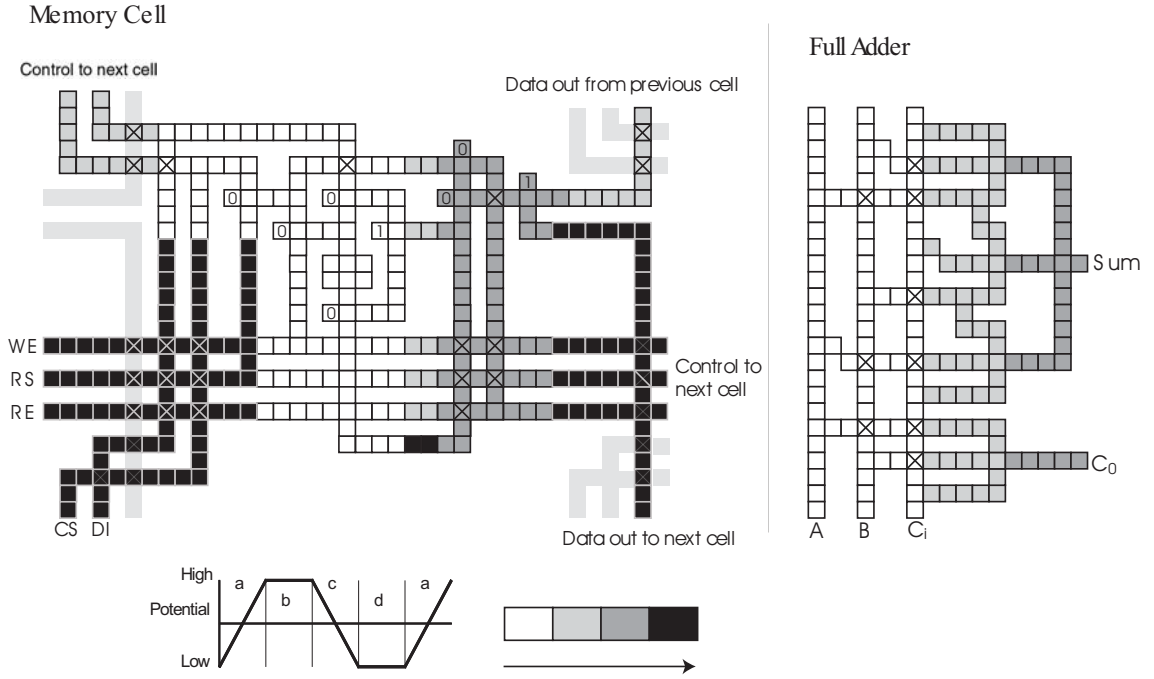 Memory Cell
Full Adder
Control to next cell
Data out from previous cell
0
1
0
0
0
0
1
0
Sum
WE
RS
RE
Control to
next cell
C0
CS DI
Data out to next cell
A B Ci
High
Potential
Low
a b c d a